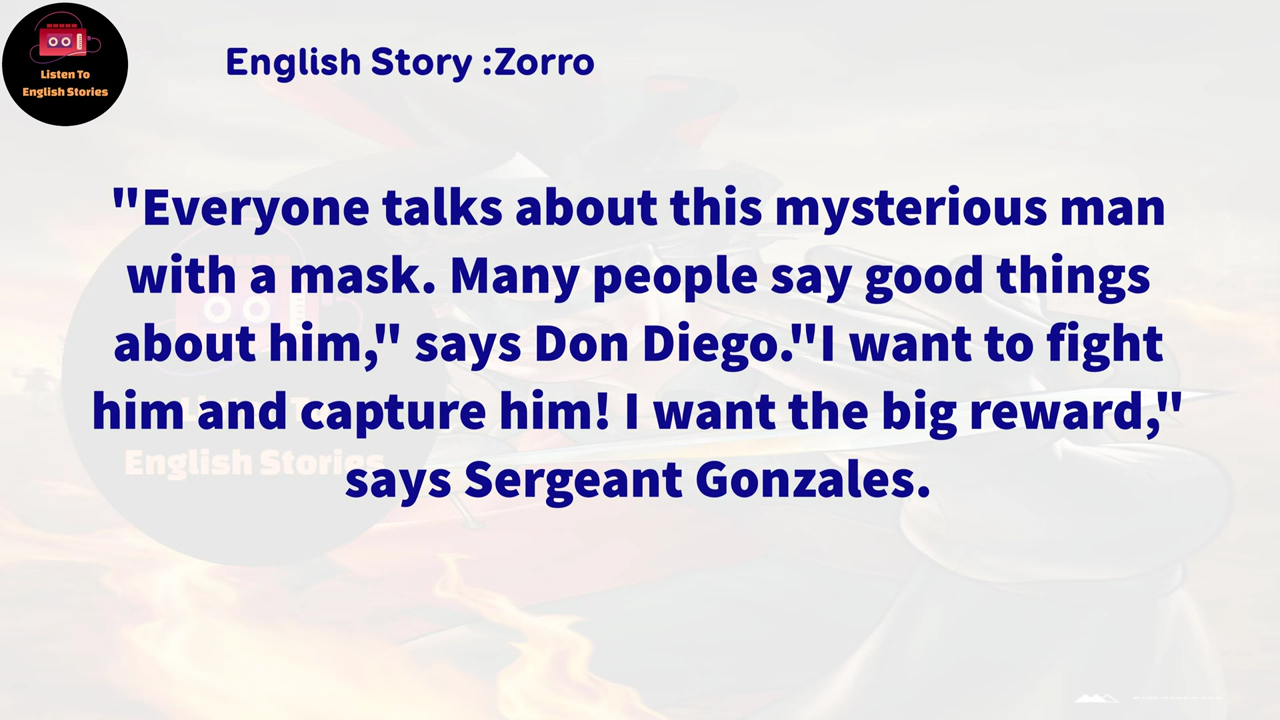 Listen To
English Stories
English Story :Zorro
"Everyone talks about this mysterious man
with a mask. Many people say good things
about him," says Don Diego."I want to fight
him and capture him! I want the big reward,"
says Sergeant Gonzales.
English Stories